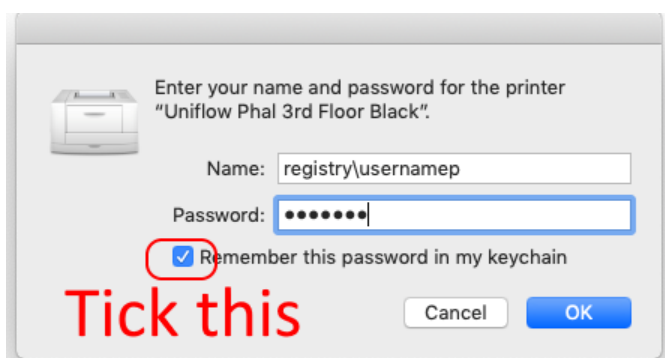 Enter your name and password for the printer
“Uniflow Phal 3rd Floor Black”.
Name: registry\usernamep
Password: •••••••
Remember this password in my keychain
Tick this
Cancel OK